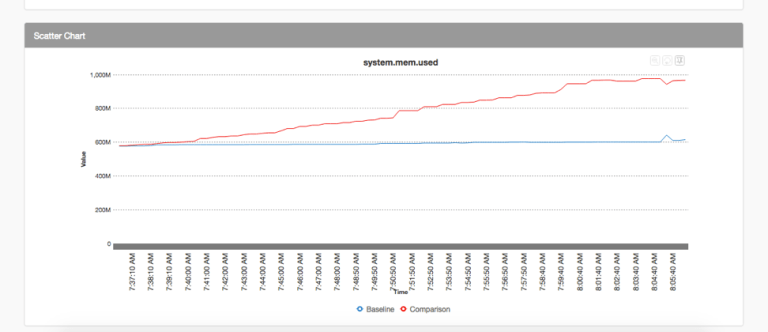 Scatter Chart
system.mem.used
1,000M
800M
600M
400M
200M
0
Value
7:37:10 AM
7:38:10 AM
7:39:10 AM
7:40:00 AM
7:41:00 AM
7:42:00 AM
7:43:00 AM
7:44:00 AM
7:45:00 AM
7:46:00 AM
7:47:00 AM
7:48:00 AM
7:48:50 AM
7:49:50 AM
7:50:50 AM
7:51:50 AM
7:52:50 AM
7:53:50 AM
7:54:50 AM
7:55:50 AM
7:56:50 AM
7:57:50 AM
7:58:40 AM
7:59:40 AM
8:00:40 AM
8:01:40 AM
8:02:40 AM
8:03:40 AM
8:04:40 AM
8:05:40 AM
Time
Baseline Comparison